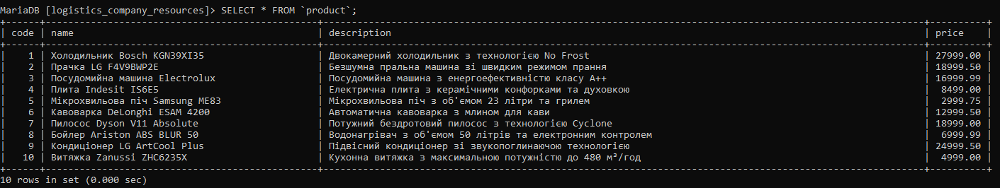 MariaDB [logistics_company_resources]> SELECT * FROM `product`;
| code | name | description | price |
| 1 | Холодильник Bosch KGN39XI35 | Двокамерний холодильник з технологією No Frost | 27999.00 |
| 2 | Прачка LG F4V9BWP2E | Безшумна пральна машина зі швидким режимом прання | 18999.50 |
| 3 | Посудомийна машина Electrolux | Посудомийна машина з енергоефективністю класу A++ | 16999.99 |
| 4 | Плита Indesit IS6E5 | Електрична плита з керамічними конфорками та духовкою | 8499.00 |
| 5 | Мікрохвильова піч Samsung ME83 | Мікрохвильова піч з об'ємом 23 літри та грилем | 2999.75 |
| 6 | Кавоварка DeLonghi ESAM 4200 | Автоматична кавоварка з млином для кави | 12999.50 |
| 7 | Пилосос Dyson V11 Absolute | Потужний бездротовий пилосос з технологією Cyclone | 18999.00 |
| 8 | Бойлер Ariston ABS BLUR 50 | Водонагрівач з об'ємом 50 літрів та електронним контролем | 6999.99 |
| 9 | Кондиціонер LG ArtCool Plus | Підвісний кондиціонер зі звукопоглинаючою технологією | 24999.50 |
| 10 | Витяжка Zanussi ZHC6235X | Кухонна витяжка з максимальною потужністю до 480 м³/год | 4999.00 |
10 rows in set (0.000 sec)